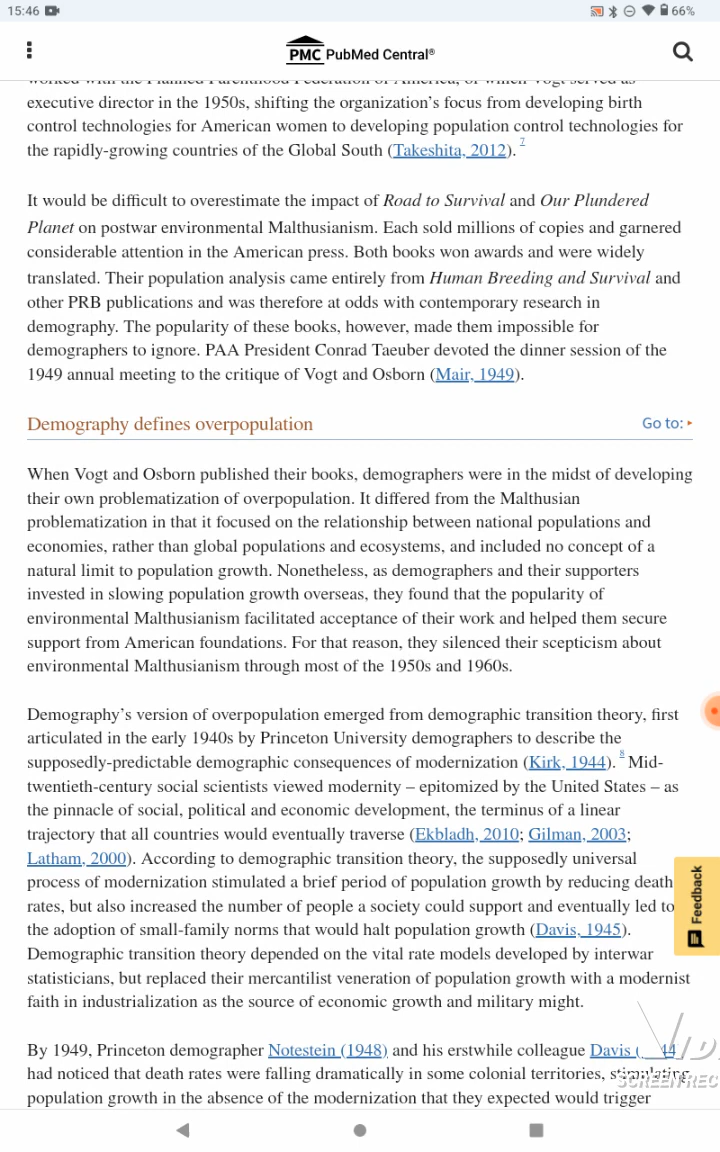 15:46
66%
PMC PubMed Central®
executive director in the 1950s, shifting the organization’s focus from developing birth
control technologies for American women to developing population control technologies for
the rapidly-growing countries of the Global South (Takeshita, 2012). 7
It would be difficult to overestimate the impact of Road to Survival and Our Plundered
Planet on postwar environmental Malthusianism. Each sold millions of copies and garnered
considerable attention in the American press. Both books won awards and were widely
translated. Their population analysis came entirely from Human Breeding and Survival and
other PRB publications and was therefore at odds with contemporary research in
demography. The popularity of these books, however, made them impossible for
demographers to ignore. PAA President Conrad Taeuber devoted the dinner session of the
1949 annual meeting to the critique of Vogt and Osborn (Mair, 1949).
Demography defines overpopulation
Go to:
When Vogt and Osborn published their books, demographers were in the midst of developing
their own problematization of overpopulation. It differed from the Malthusian
problematization in that it focused on the relationship between national populations and
economies, rather than global populations and ecosystems, and included no concept of a
natural limit to population growth. Nonetheless, as demographers and their supporters
invested in slowing population growth overseas, they found that the popularity of
environmental Malthusianism facilitated acceptance of their work and helped them secure
support from American foundations. For that reason, they silenced their scepticism about
environmental Malthusianism through most of the 1950s and 1960s.
Demography’s version of overpopulation emerged from demographic transition theory, first
articulated in the early 1940s by Princeton University demographers to describe the
supposedly-predictable demographic consequences of modernization (Kirk, 1944). 8 Mid-
twentieth-century social scientists viewed modernity – epitomized by the United States – as
the pinnacle of social, political and economic development, the terminus of a linear
trajectory that all countries would eventually traverse (Ekbladh, 2010; Gilman, 2003;
Latham, 2000). According to demographic transition theory, the supposedly universal
process of modernization stimulated a brief period of population growth by reducing death
rates, but also increased the number of people a society could support and eventually led to
the adoption of small-family norms that would halt population growth (Davis, 1945).
Demographic transition theory depended on the vital rate models developed by interwar
statisticians, but replaced their mercantilist veneration of population growth with a modernist
faith in industrialization as the source of economic growth and military might.
Feedback
By 1949, Princeton demographer Notestein (1948) and his erstwhile colleague Davis (
had noticed that death rates were falling dramatically in some colonial territories, stimulating
population growth in the absence of the modernization that they expected would trigger
SCREEN REC